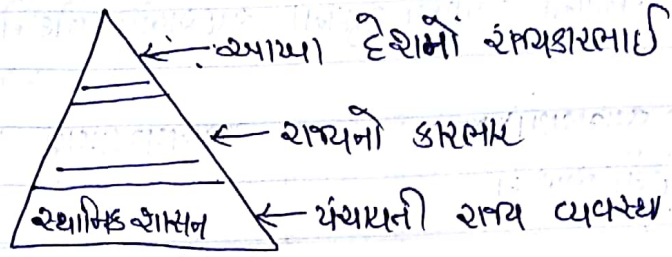 આખા દેશમોં રાજ્યકારભાઈ
રાજ્યનો કારભાર
સ્થાનિક શાસન
પંચાયતી રાજ્ય વ્યવસ્થા